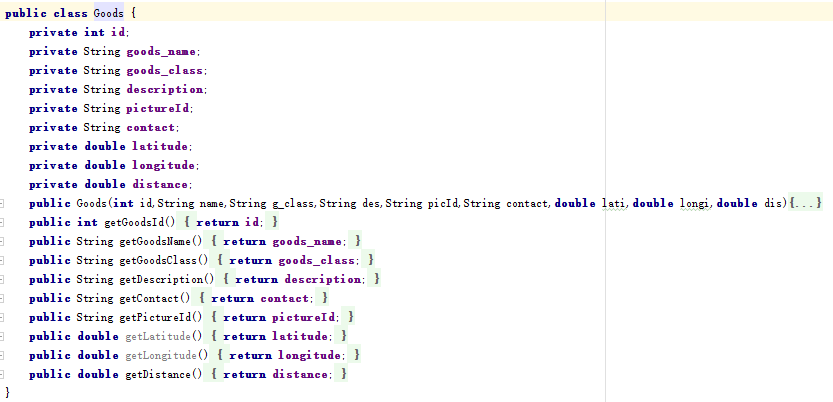 public class Goods {
private int id;
private String goods_name;
private String goods_class;
private String description;
private String pictureId;
private String contact;
private double latitude;
private double longitude;
private double distance;
public Goods(int id,String name,String g_class,String des,String picId,String contact,double lati,double longi,double dis){...}
public int getGoodsId() { return id; }
public String getGoodsName() { return goods_name; }
public String getGoodsClass() { return goods_class; }
public String getDescription() { return description; }
public String getContact() { return contact; }
public String getPictureId() { return pictureId; }
public double getLatitude() { return latitude; }
public double getLongitude() { return longitude; }
public double getDistance() { return distance; }
}